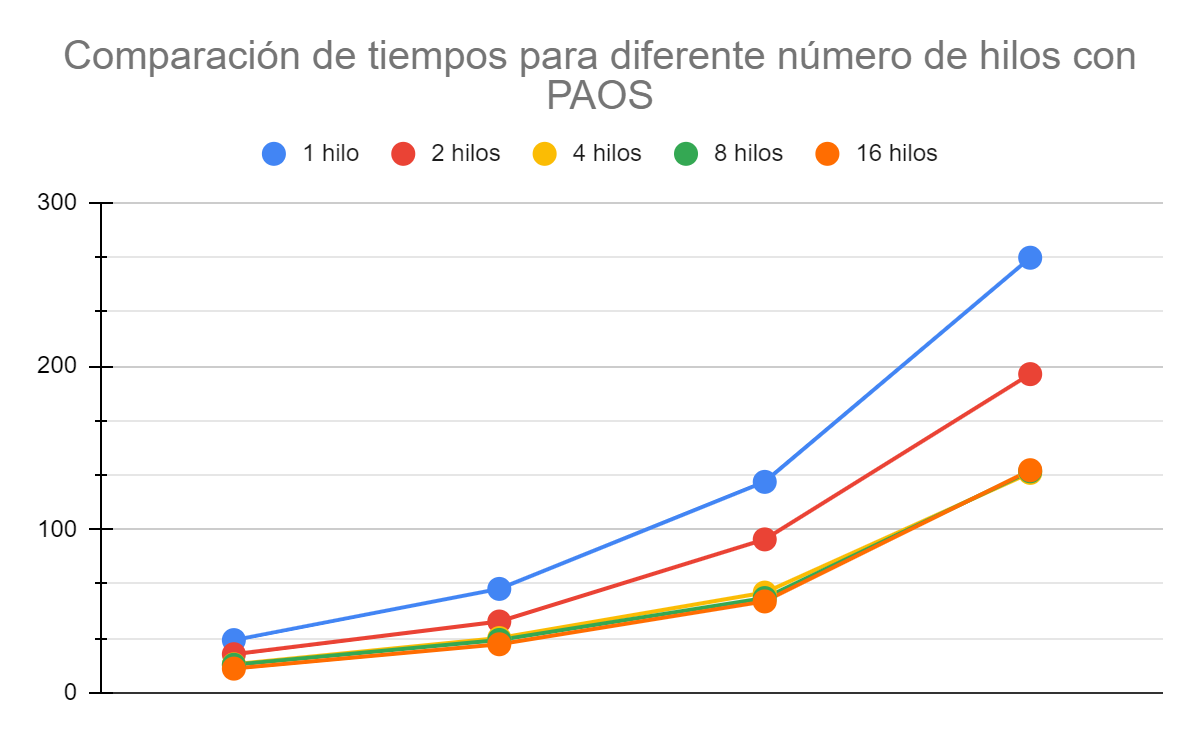 Comparación de tiempos para diferente número de hilos con
PAOS
1 hilo 2 hilos 4 hilos 8 hilos 16 hilos
300
200
100
0